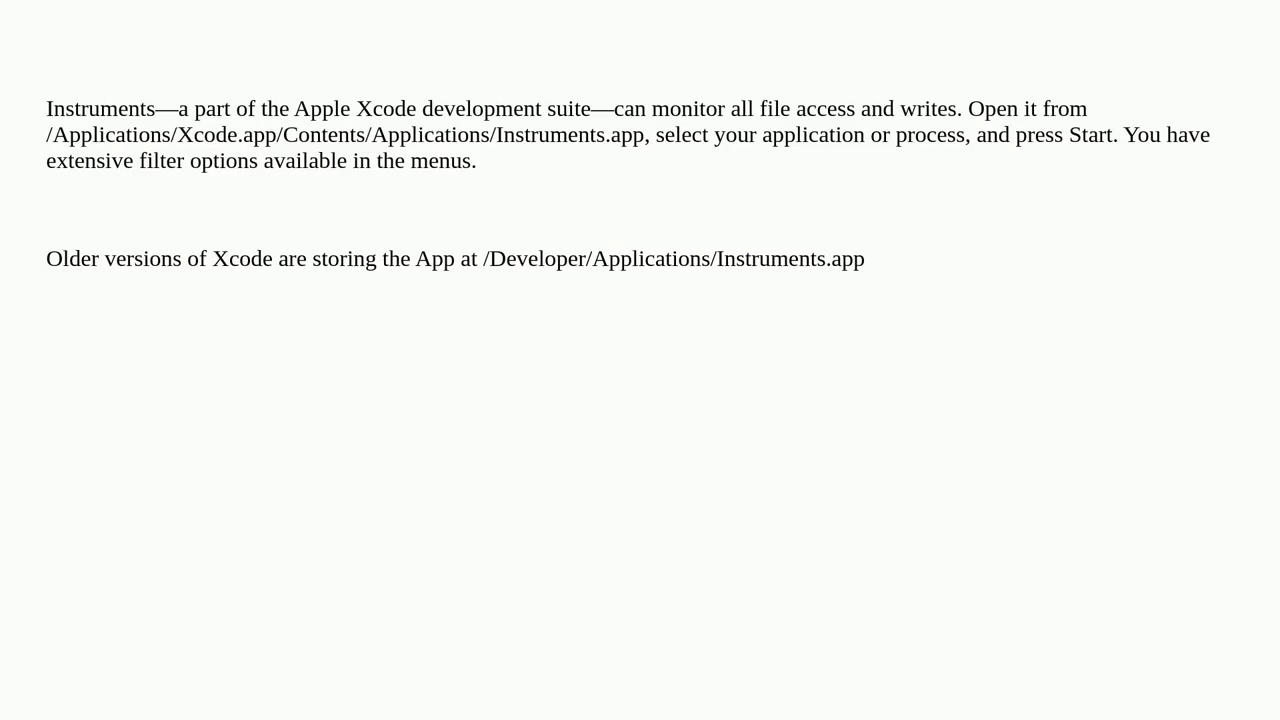 Instruments—a part of the Apple Xcode development suite—can monitor all file access and writes. Open it from
/Applications/Xcode.app/Contents/Applications/Instruments.app, select your application or process, and press Start. You have
extensive filter options available in the menus.
Older versions of Xcode are storing the App at /Developer/Applications/Instruments.app